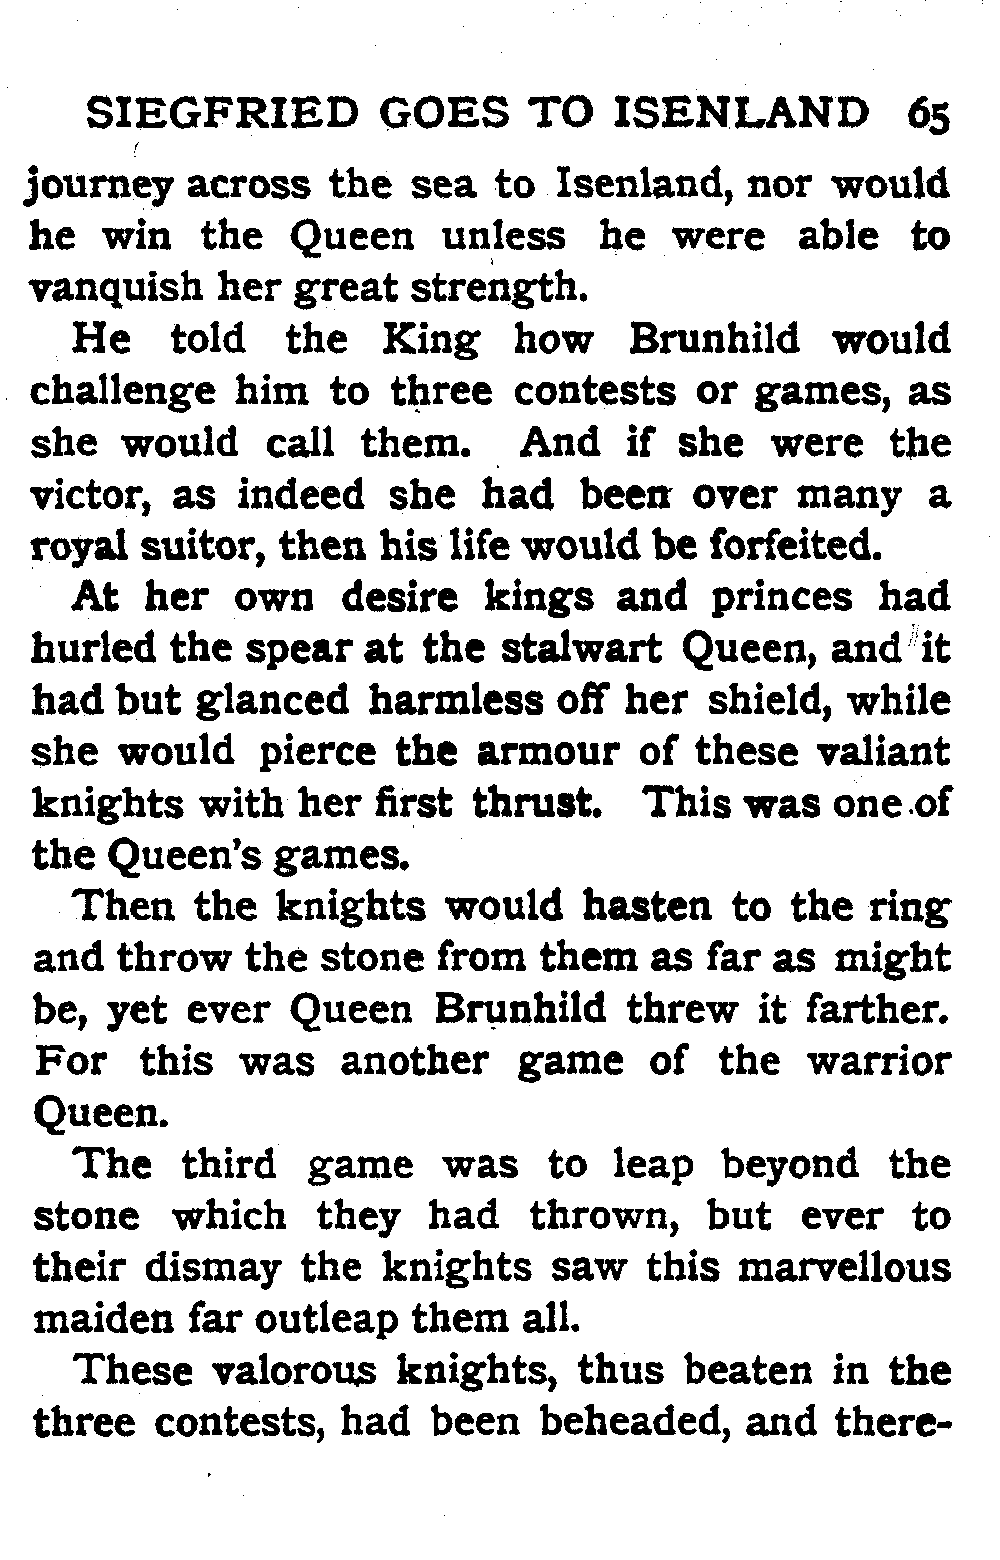 SIEGFRIED GOES TO ISENLAND 65
journey across the sea to Isenland, nor would
he win the Queen unless he were able to
vanquish her great strength.
He told the King how Brunhild would
challenge him to three contests or games, as
she would call them. And if she were the
victor, as indeed she had been over many a
royal suitor, then his life would be forfeited.
At her own desire kings and princes had
hurled the spear at the stalwart Queen, and it
had but glanced harmless off her shield, while
she would pierce the armour of these valiant
knights with her first thrust. This was one of
the Queen's games.
Then the knights would hasten to the ring
and throw the stone from them as far as might
be, yet ever Queen Brunhild threw it farther.
For this was another game of the warrior
Queen.
The third game was to leap beyond the
stone which they had thrown, but ever to
their dismay the knights saw this marvellous
maiden far outleap them all.
These valorous knights, thus beaten in the
three contests, had been beheaded, and there-